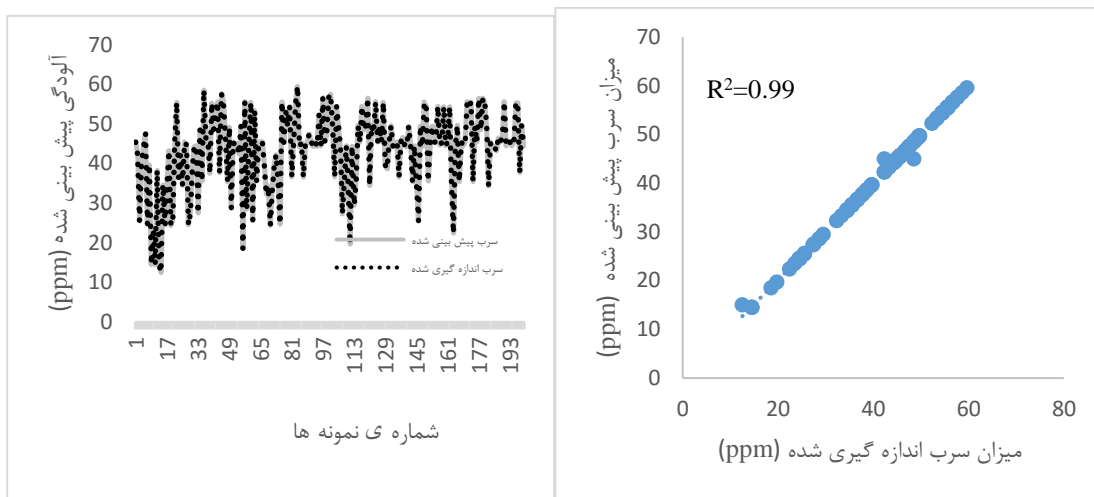 آلودگی پیش بینی شده (ppm)
70
60
50
40
30
20
10
0
سرب پیش بینی شده
سرب اندازه گیری شده
1 17 33 49 65 81 97 113 129 145 161 177 193
شماره ی نمونه ها
میزان سرب پیش بینی شده (ppm)
70
60
50
40
30
20
10
0
R²=0.99
0 20 40 60 80
میزان سرب اندازه گیری شده (ppm)